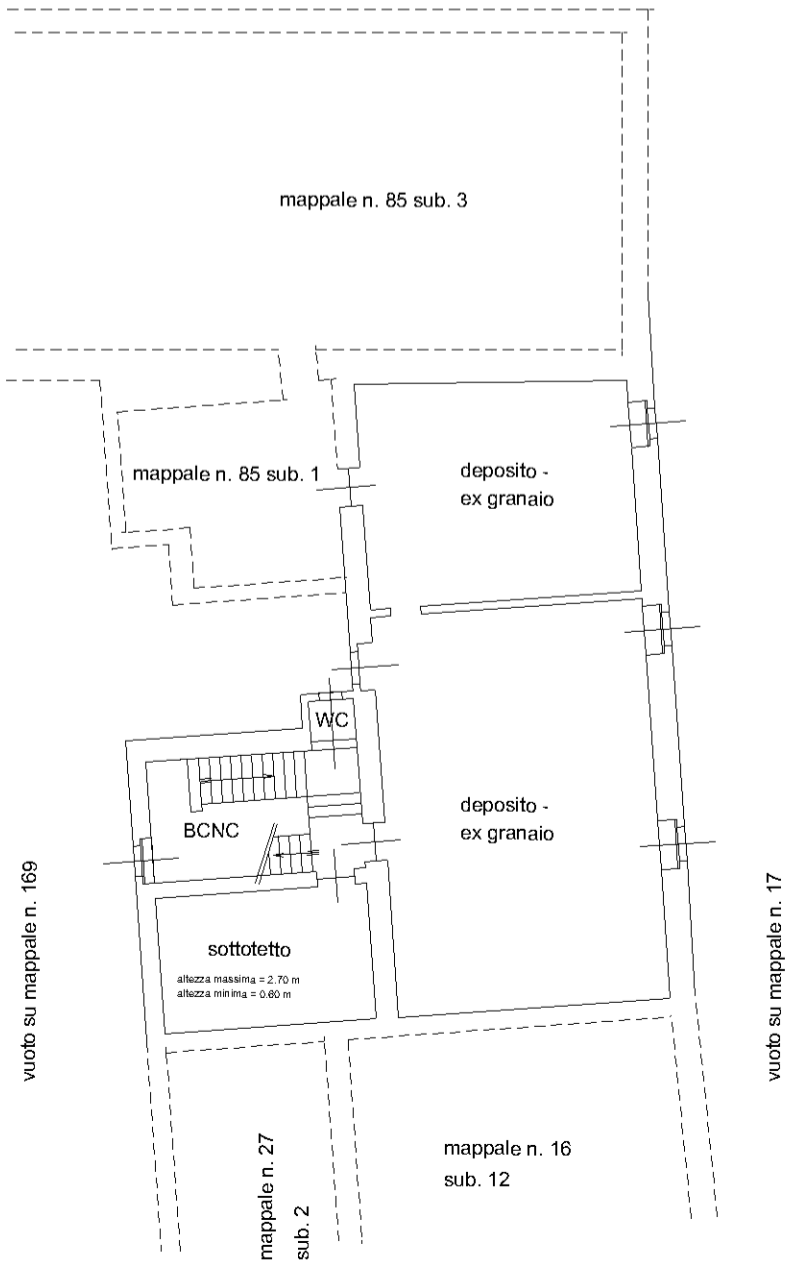 mappale n. 85 sub. 3
mappale n. 85 sub. 1
deposito -
ex granaio
WC
deposito -
ex granaio
BCNC
sottotetto
altezza massima = 2.70 m
altezza minima = 0.60 m
vuoto su mappale n. 169
vuoto su mappale n. 17
mappale n. 27
sub. 2
mappale n. 16
sub. 12